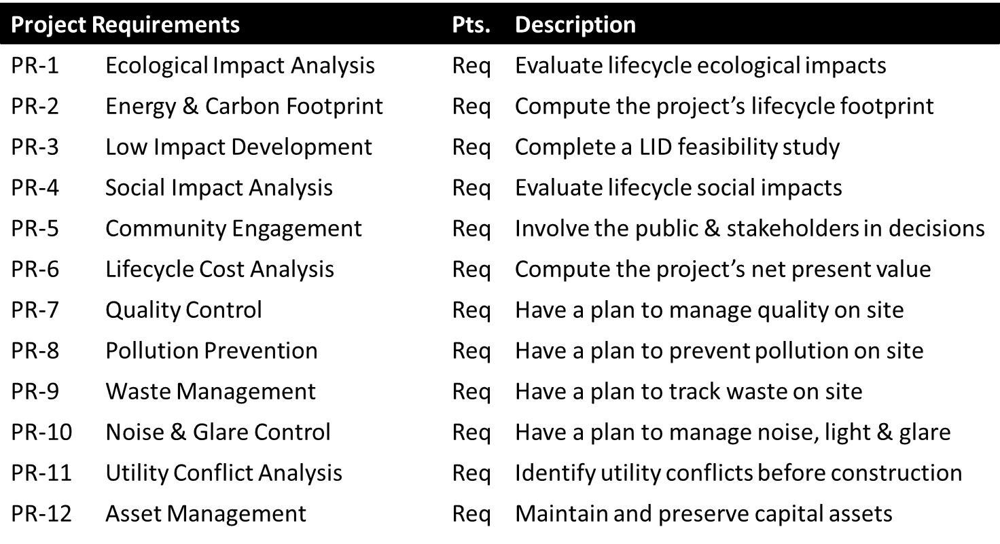 Project Requirements Pts. Description
PR-1 Ecological Impact Analysis Req Evaluate lifecycle ecological impacts
PR-2 Energy & Carbon Footprint Req Compute the project’s lifecycle footprint
PR-3 Low Impact Development Req Complete a LID feasibility study
PR-4 Social Impact Analysis Req Evaluate lifecycle social impacts
PR-5 Community Engagement Req Involve the public & stakeholders in decisions
PR-6 Lifecycle Cost Analysis Req Compute the project’s net present value
PR-7 Quality Control Req Have a plan to manage quality on site
PR-8 Pollution Prevention Req Have a plan to prevent pollution on site
PR-9 Waste Management Req Have a plan to track waste on site
PR-10 Noise & Glare Control Req Have a plan to manage noise, light & glare
PR-11 Utility Conflict Analysis Req Identify utility conflicts before construction
PR-12 Asset Management Req Maintain and preserve capital assets